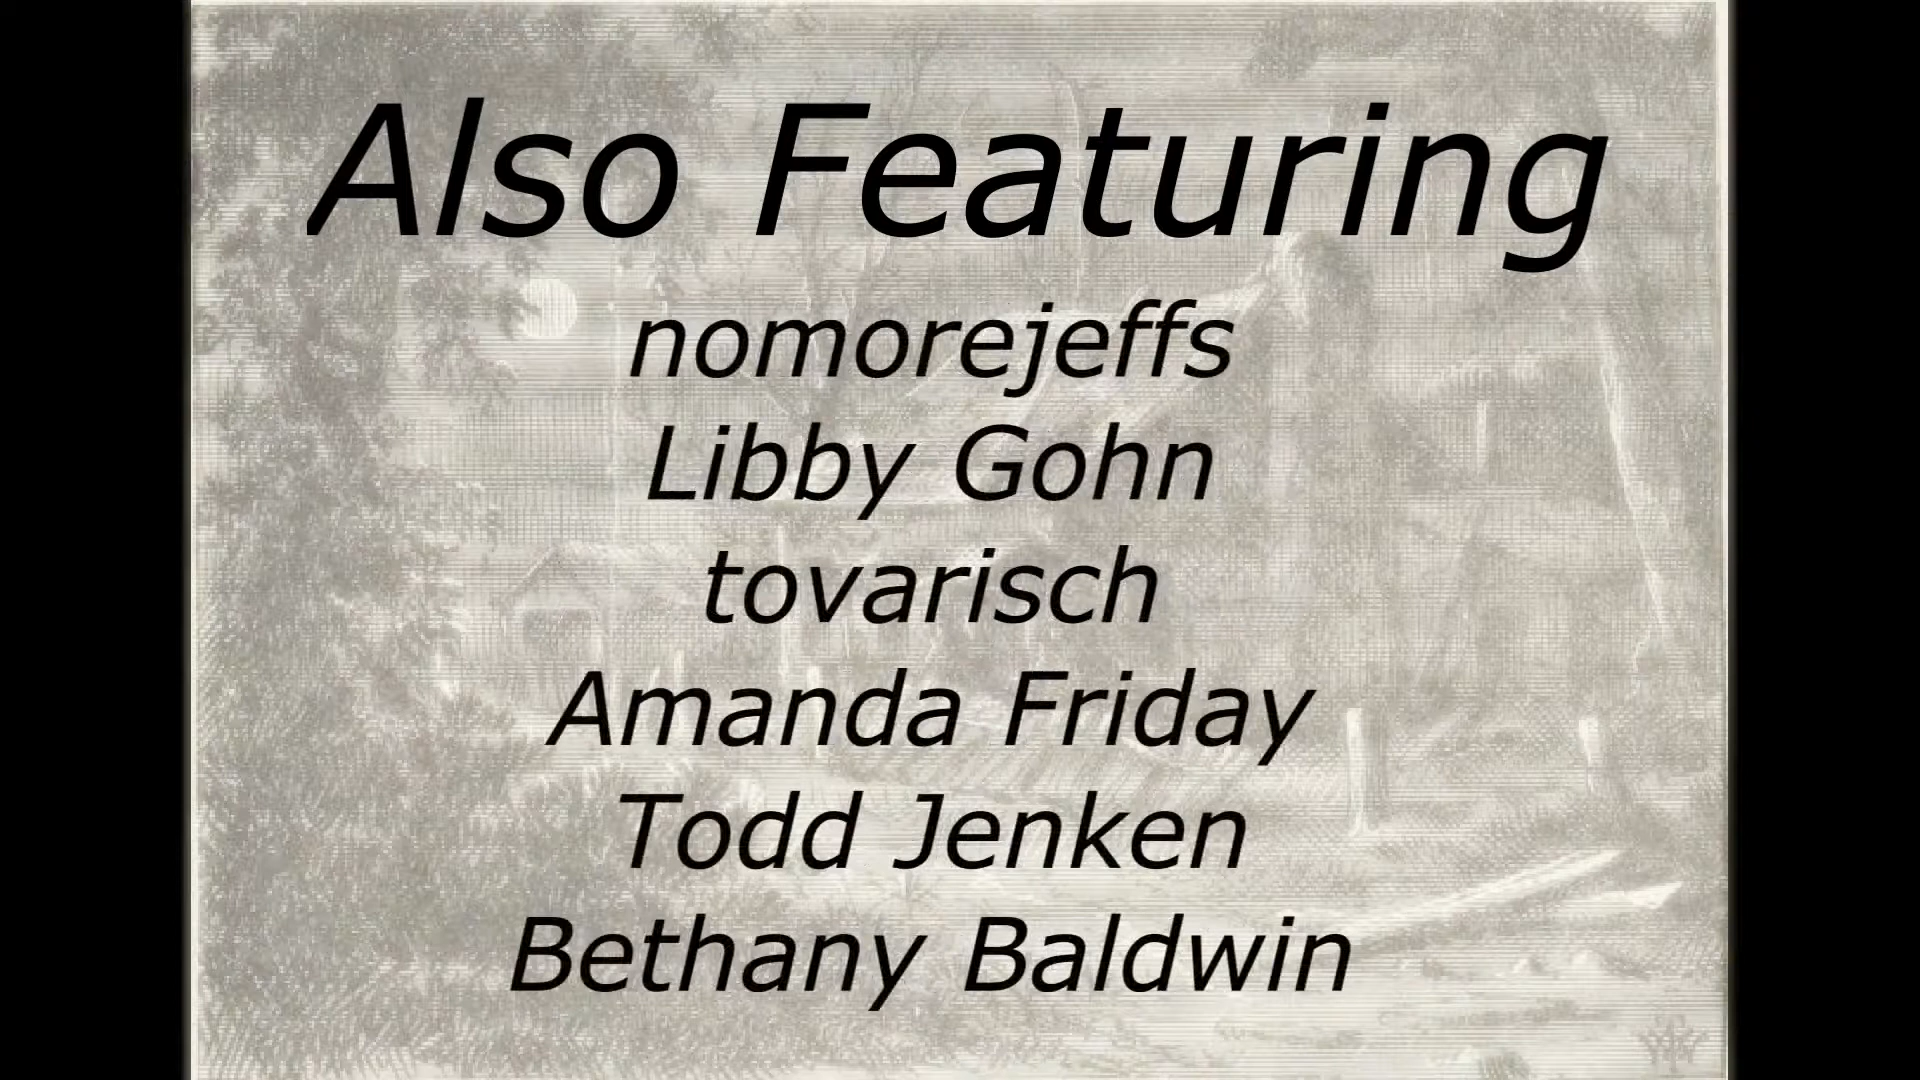 Also Featuring
nomorejeffs
Libby Gohn
tovarisch
Amanda Friday
Todd Jenken
Bethany Baldwin